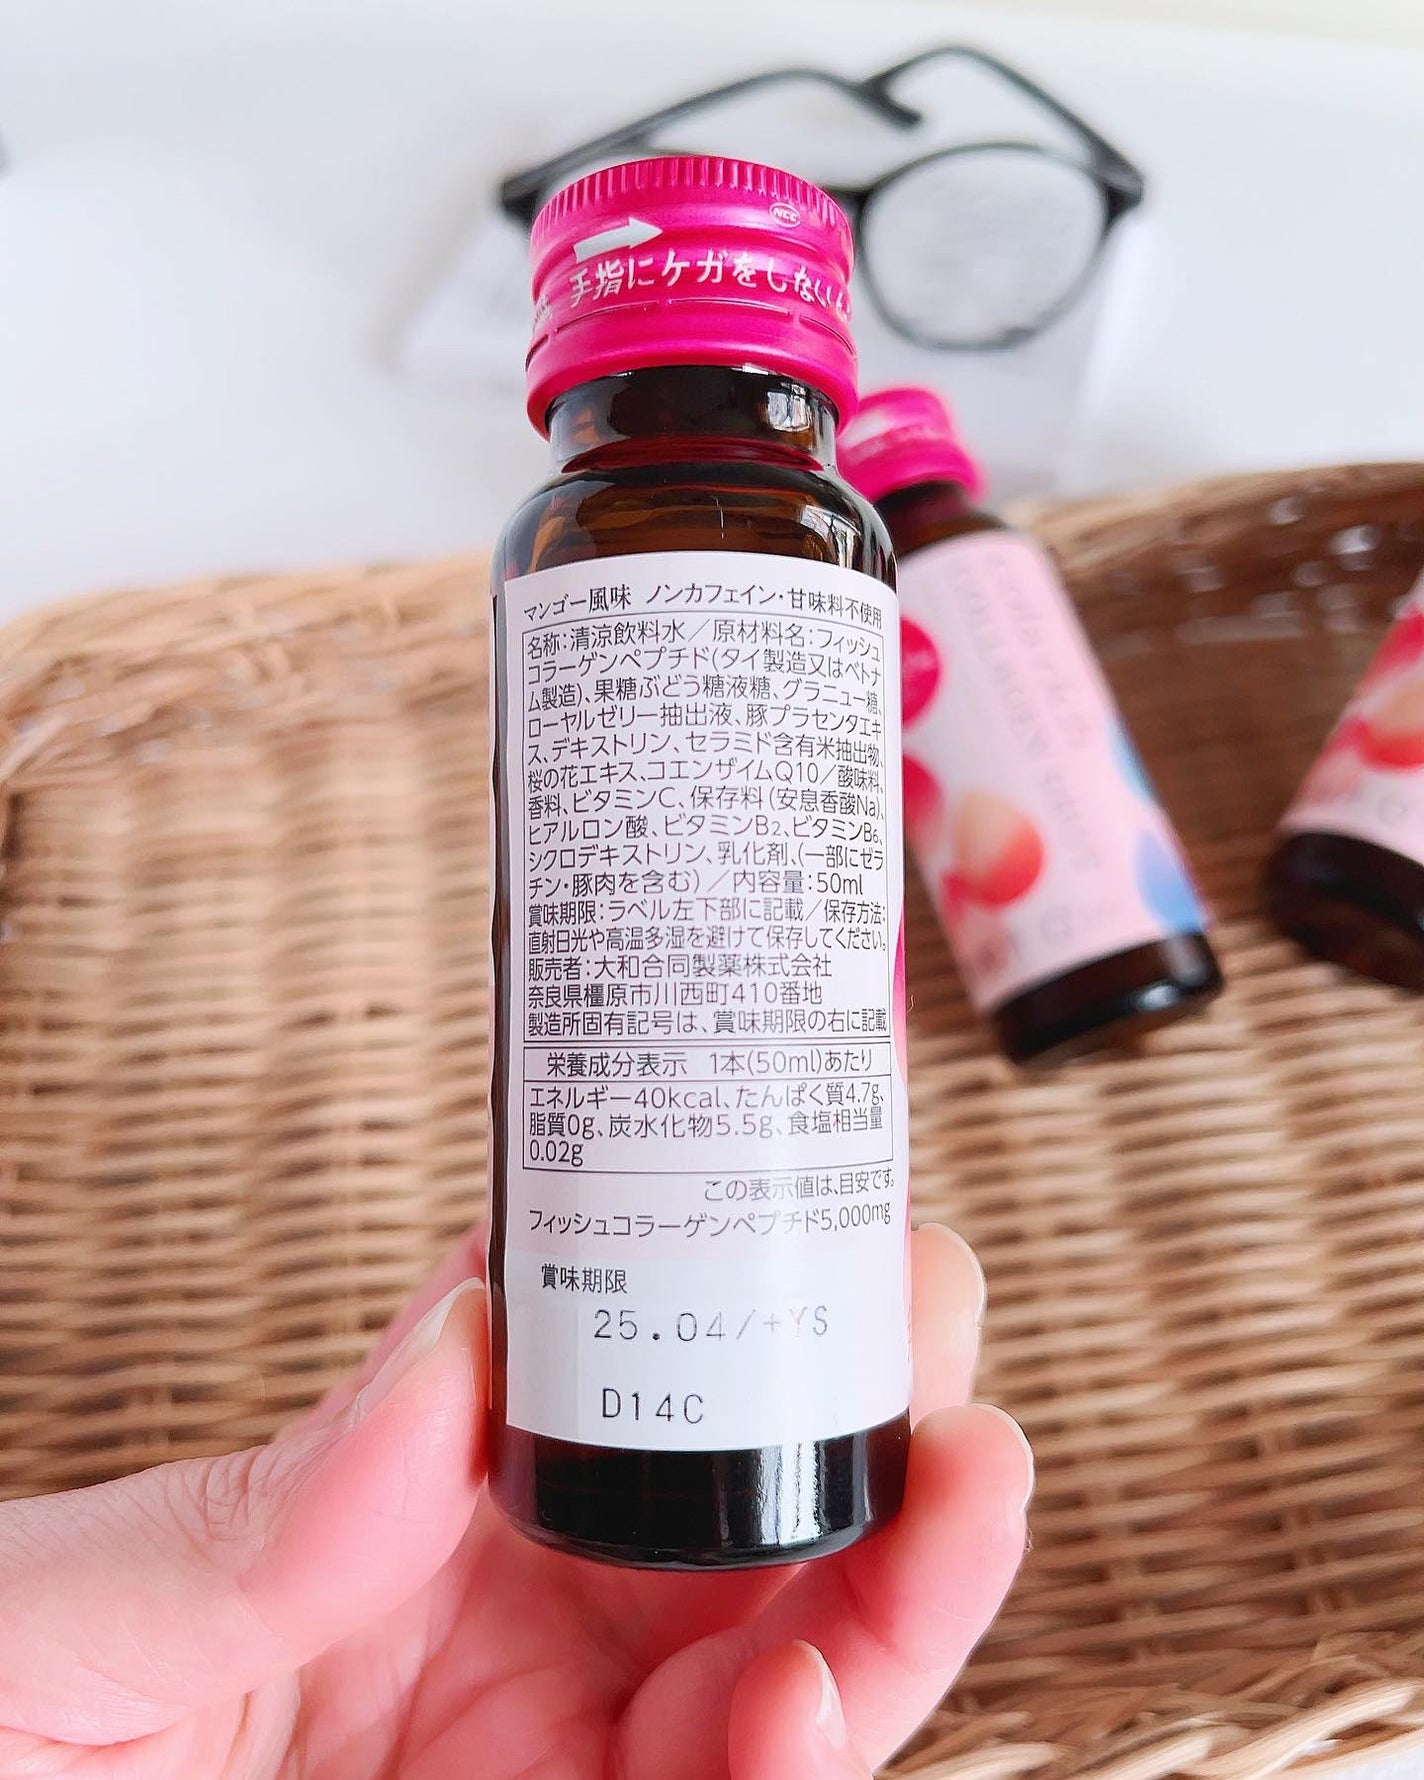 NCC
手指にケガをしない
マンゴー風味 ノンカフェイン・甘味料不使用
名称：清涼飲料水／原材料名：フィッシュ
コラーゲンペプチド(タイ製造又はベトナ
ム製造)、果糖ぶどう糖液糖、グラニュー糖、
ローヤルゼリー抽出液、豚プラセンタエキ
ス、デキストリン、セラミド含有米抽出物、
桜の花エキス、コエンザイムQ10／酸味料、
香料、ビタミンC、保存料(安息香酸Na)、
ヒアルロン酸、ビタミンB₂、ビタミンB₆、
シクロデキストリン、乳化剤、(一部にゼラ
チン・豚肉を含む)／内容量：50ml
賞味期限：ラベル左下部に記載／保存方法：
直射日光や高温多湿を避けて保存してください。
販売者：大和合同製薬株式会社
奈良県橿原市川西町410番地
製造所固有記号は、賞味期限の右に記載
栄養成分表示 1本(50ml)あたり
エネルギー40kcal、たんぱく質4.7g、
脂質0g、炭水化物5.5g、食塩相当量
0.02g
この表示値は、目安です。
フィッシュコラーゲンペプチド5,000mg
賞味期限
25.04/+YS
D14C